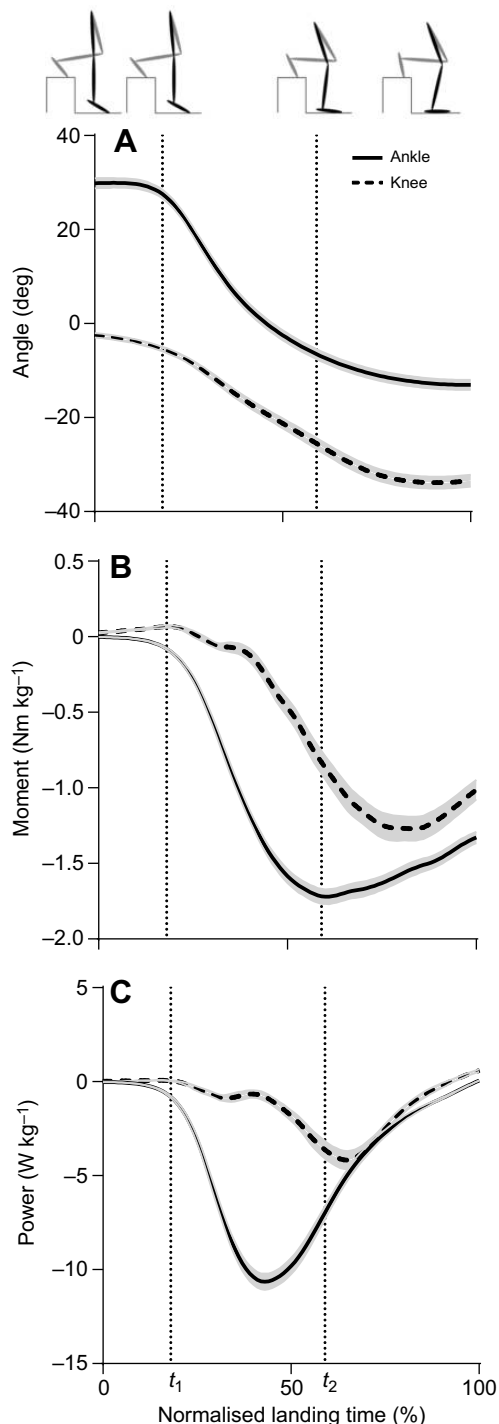 A
40
20
0
–20
–40
Angle (deg)
Ankle
Knee
B
0.5
0
–0.5
–1.0
–1.5
–2.0
Moment (Nm kg–1)
C
5
0
–5
–10
–15
Power (W kg–1)
0 t1 50 t2 100
Normalised landing time (%)